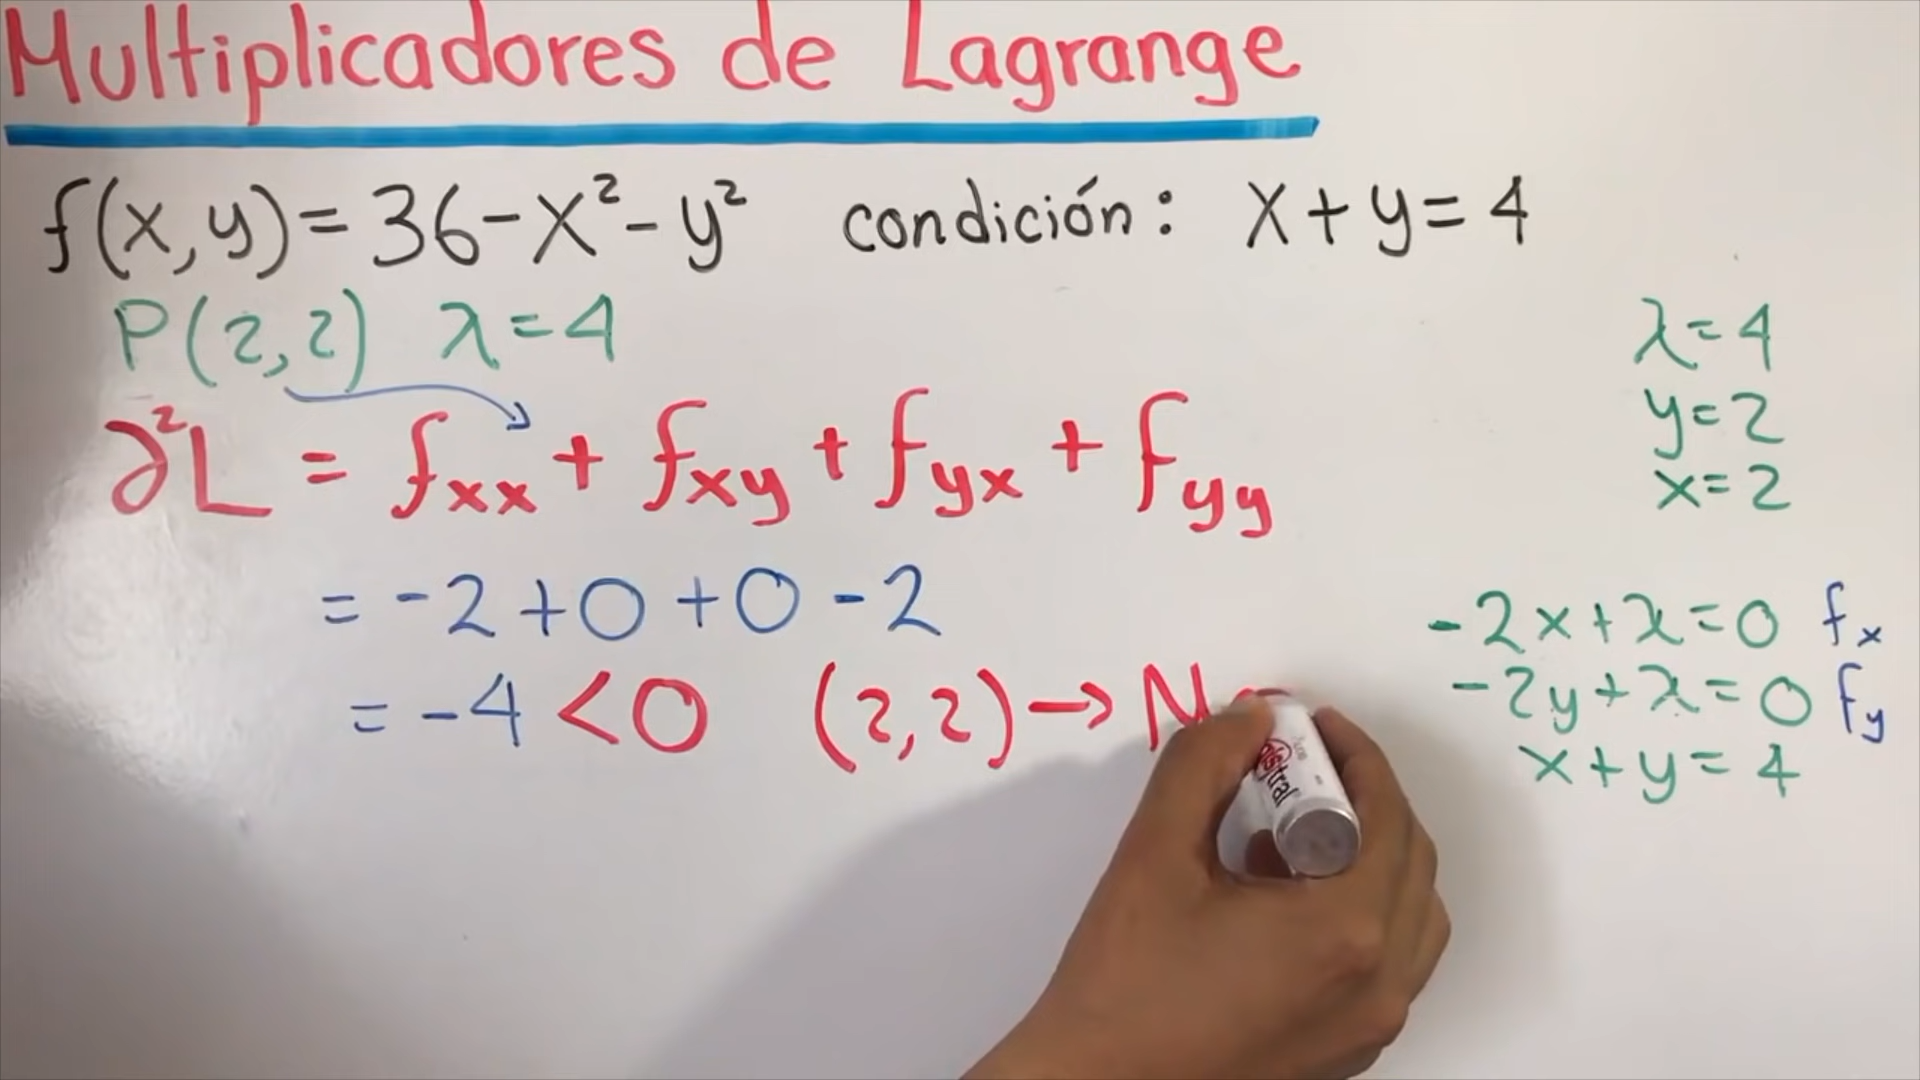 Multiplicadores de Lagrange
f(x,y)=36-x²-y² condición: x+y=4
P(2,2) λ=4
∂²L = fxx + fxy + fyx + fyy
= -2+0+0-2
= -4 <0 (2,2)→
λ=4
y=2
x=2
-2x+λ=0 fx
-2y+λ=0 fy
x+y=4